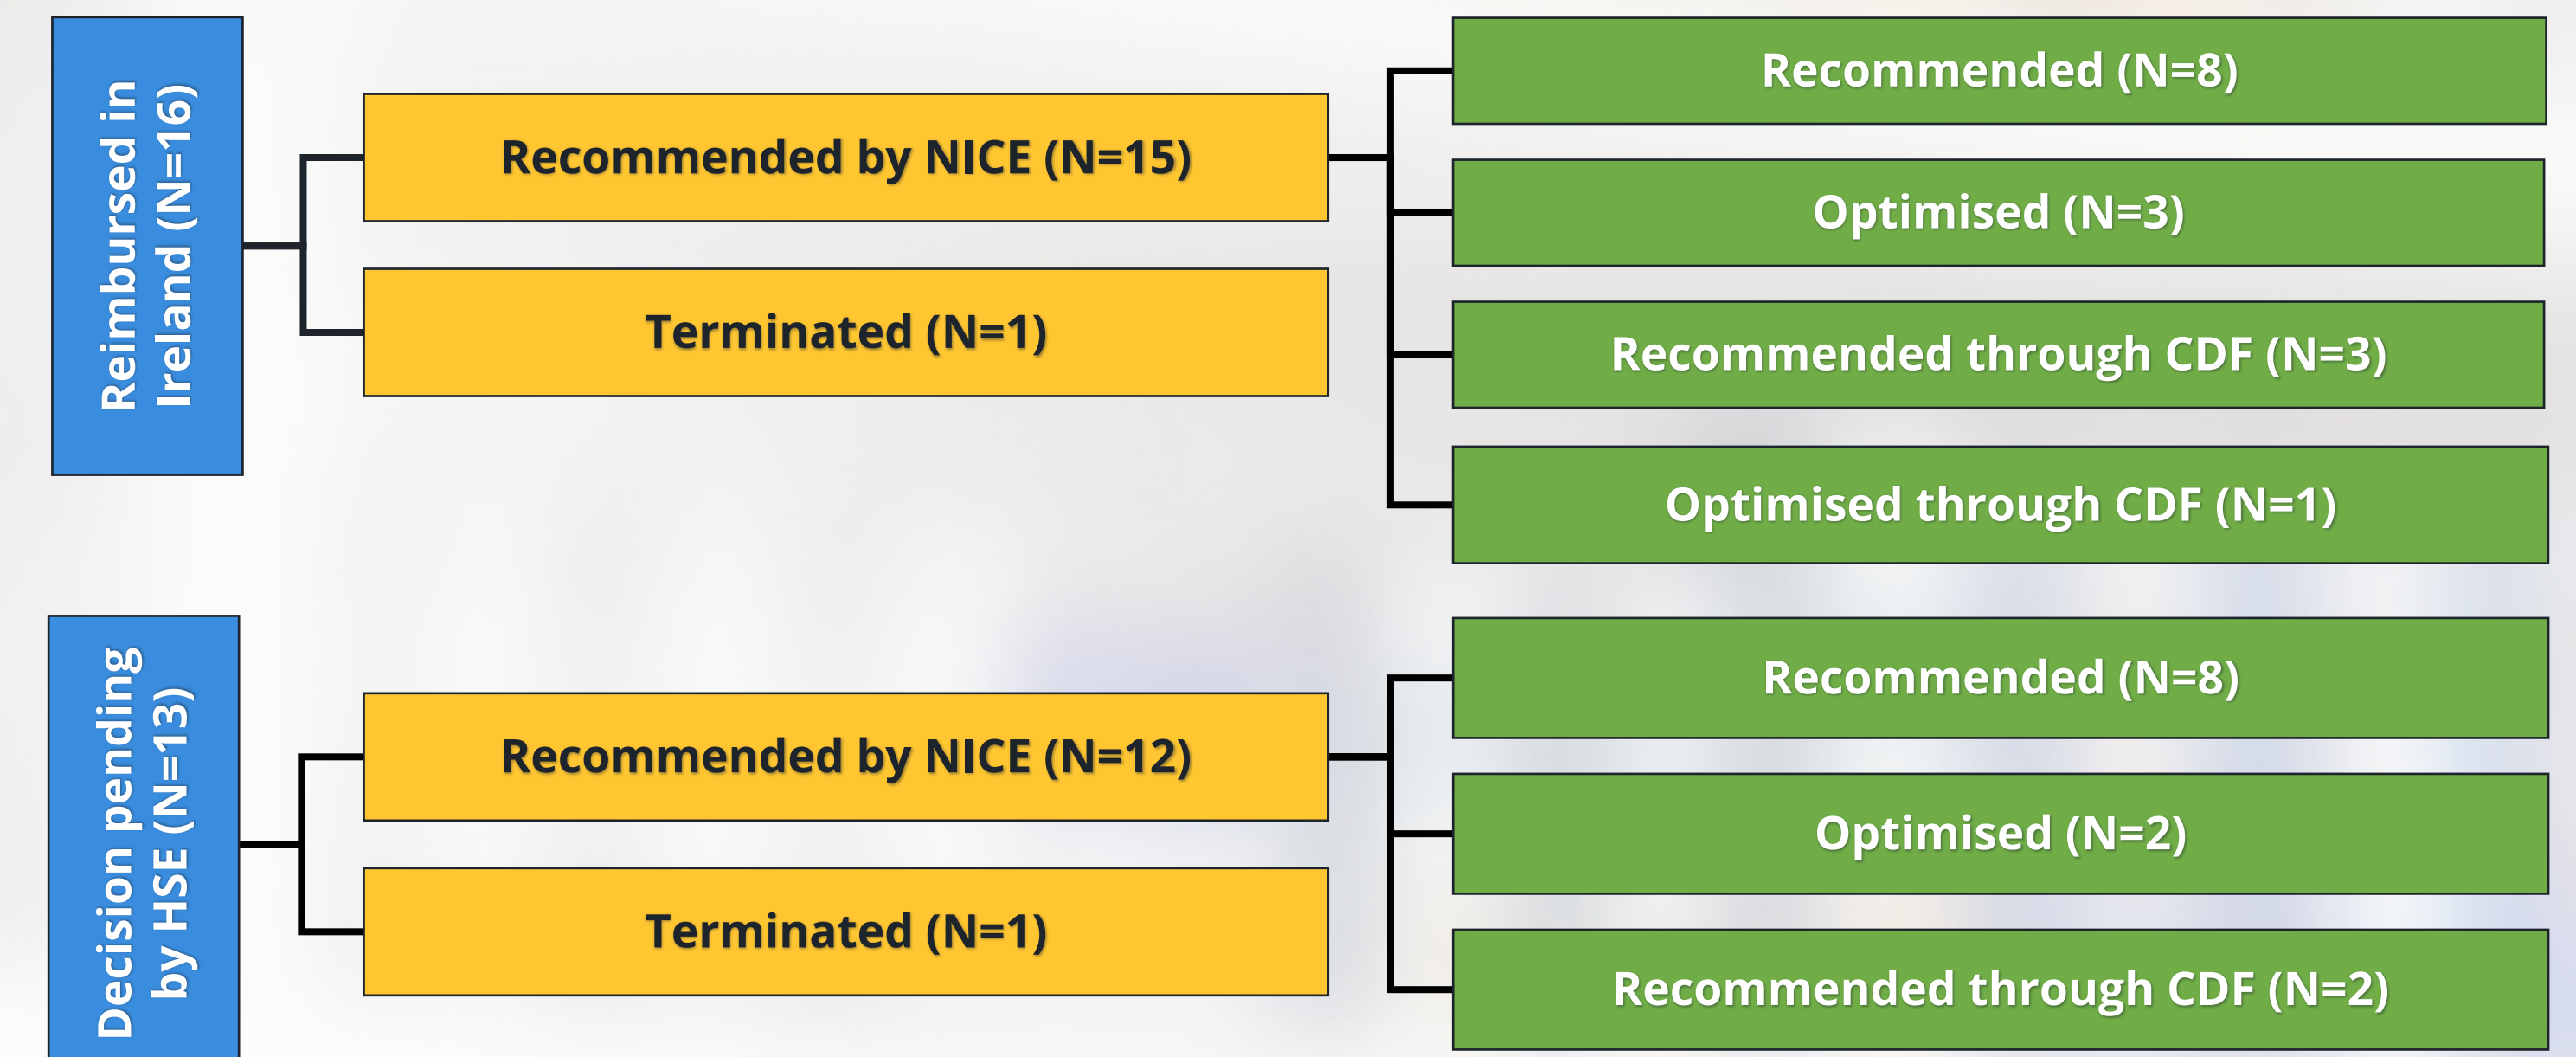 Reimbursed in
Ireland (N=16)
Recommended by NICE (N=15)
Terminated (N=1)
Recommended (N=8)
Optimised (N=3)
Recommended through CDF (N=3)
Optimised through CDF (N=1)
Decision pending
by HSE (N=13)
Recommended by NICE (N=12)
Terminated (N=1)
Recommended (N=8)
Optimised (N=2)
Recommended through CDF (N=2)